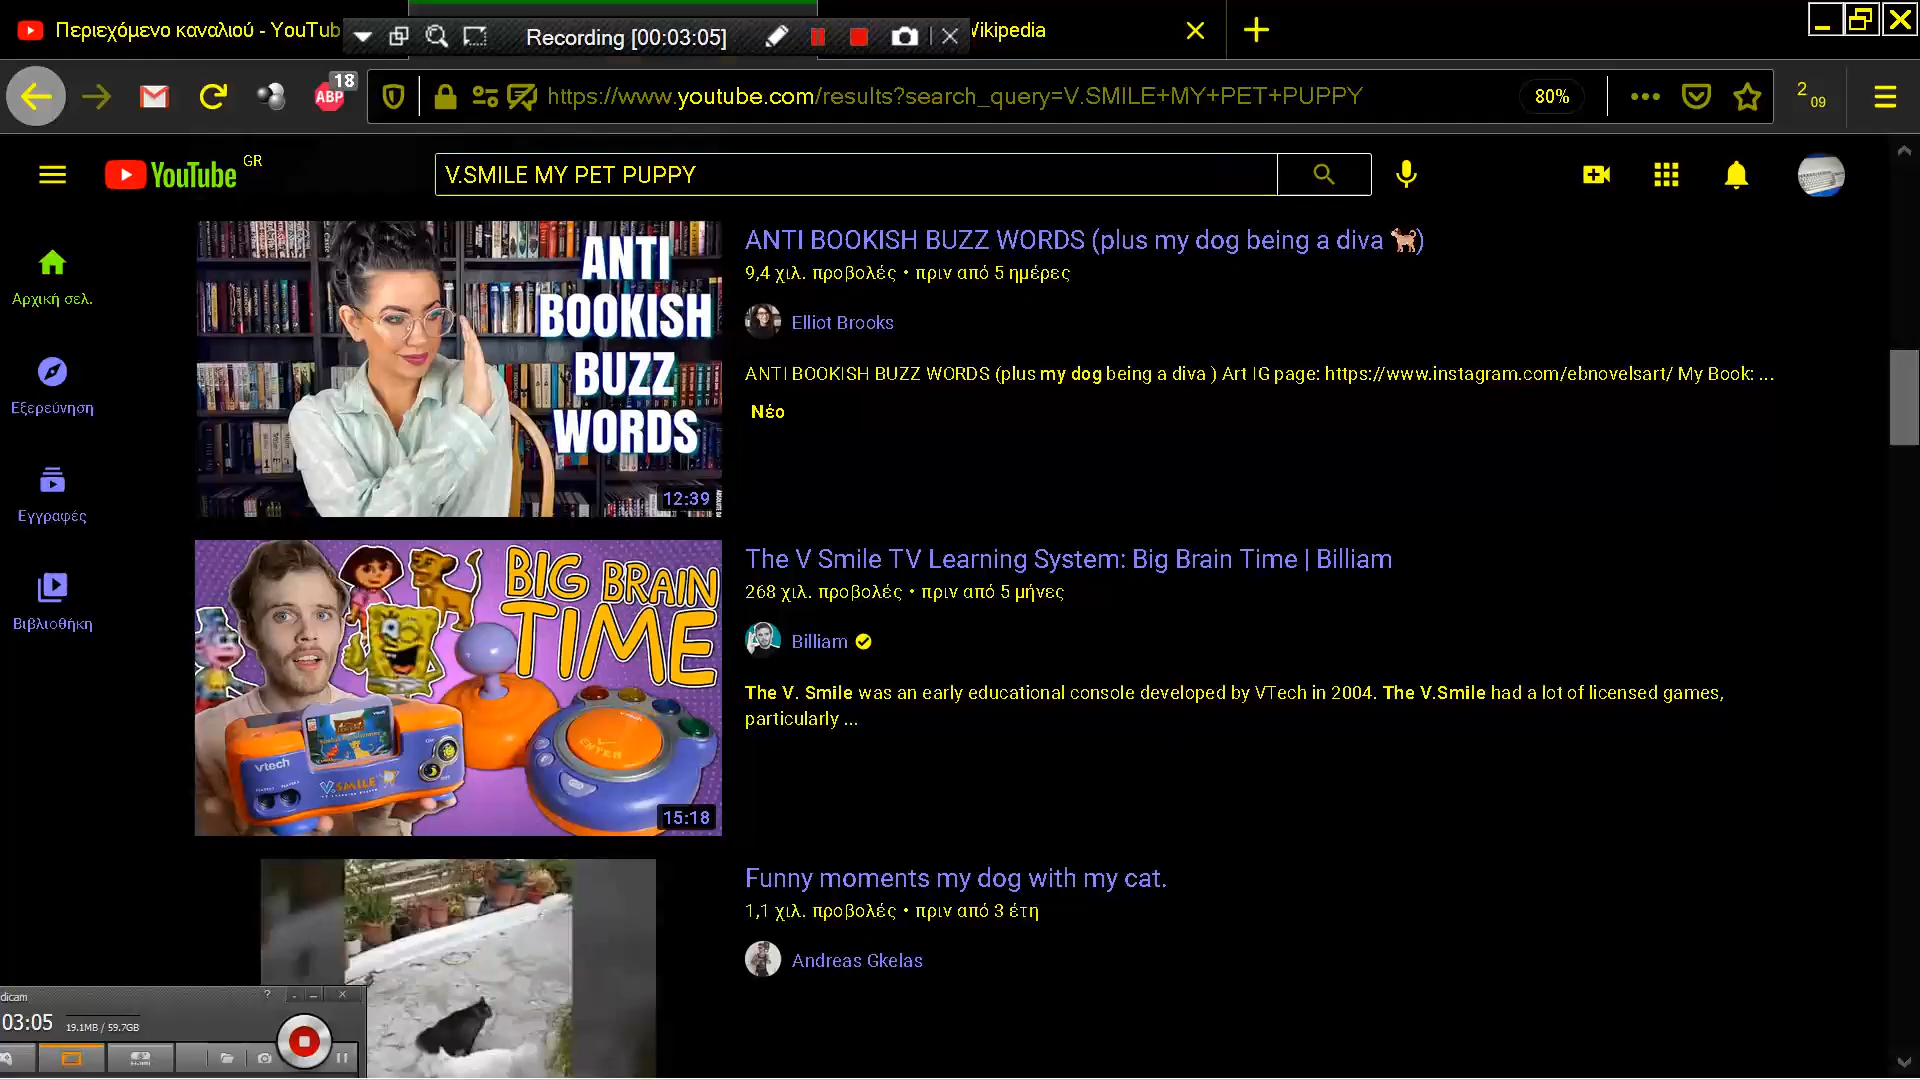 Περιεχόμενο καναλιού - YouTub
Recording [00:03:05]
Wikipedia
18
https://www.youtube.com/results?search_query=V.SMILE+MY+PET+PUPPY
80%
2
09
ABP
YouTube
GR
V.SMILE MY PET PUPPY
Αρχική σελ.
Εξερεύνηση
Εγγραφές
Βιβλιοθήκη
ANTI
BOOKISH
BUZZ
WORDS
12:39
ANTI BOOKISH BUZZ WORDS (plus my dog being a diva 🐕)
9,4 χιλ. προβολές • πριν από 5 ημέρες
Elliot Brooks
ANTI BOOKISH BUZZ WORDS (plus my dog being a diva ) Art IG page: https://www.instagram.com/ebnovelsart/ My Book: ...
Νέο
BIG BRAIN
TIME
vtech
V.SMILE
ENTER
15:18
The V Smile TV Learning System: Big Brain Time | Billiam
268 χιλ. προβολές • πριν από 5 μήνες
Billiam
The V. Smile was an early educational console developed by VTech in 2004. The V.Smile had a lot of licensed games,
particularly ...
Funny moments my dog with my cat.
1,1 χιλ. προβολές • πριν από 3 έτη
Andreas Gkelas
dicam
03:05
19.1MB / 59.7GB